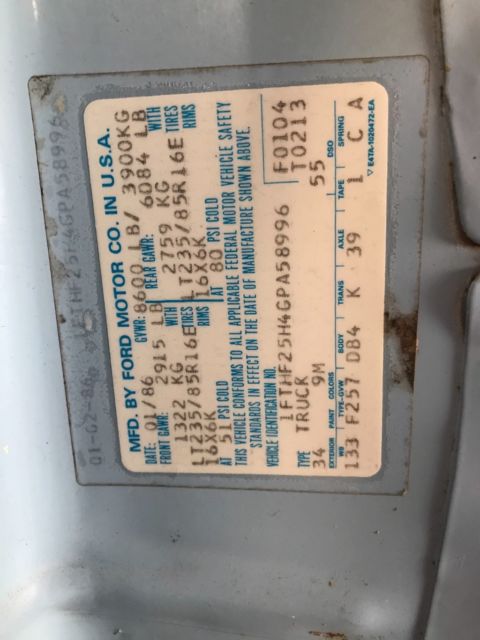 01-02-86 1FTHF25H4GPA58996
MFD. BY FORD MOTOR CO. IN U.S.A.
DATE: 01/86 GVWR: 8600 LB/ 3900KG
FRONT GAWR: 2915 LB REAR GAWR: 6084 LB
1322 KG WITH 2759 KG WITH
LT235/85R16E TIRES LT235/85R16E TIRES
16X6K RIMS 16X6K RIMS
AT 51 PSI COLD AT 80 PSI COLD
THIS VEHICLE CONFORMS TO ALL APPLICABLE FEDERAL MOTOR VEHICLE SAFETY
STANDARDS IN EFFECT ON THE DATE OF MANUFACTURE SHOWN ABOVE.
VEHICLE IDENTIFICATION NO.
1FTHF25H4GPA58996 F0104
TYPE TRUCK T0213
34 9M 55
EXTERIOR PAINT COLORS DSO
WB TYPE-GVW BODY TRANS AXLE TAPE SPRING
133 F257 D84 K 39 1 C A
▽ E4TA-1020472-EA